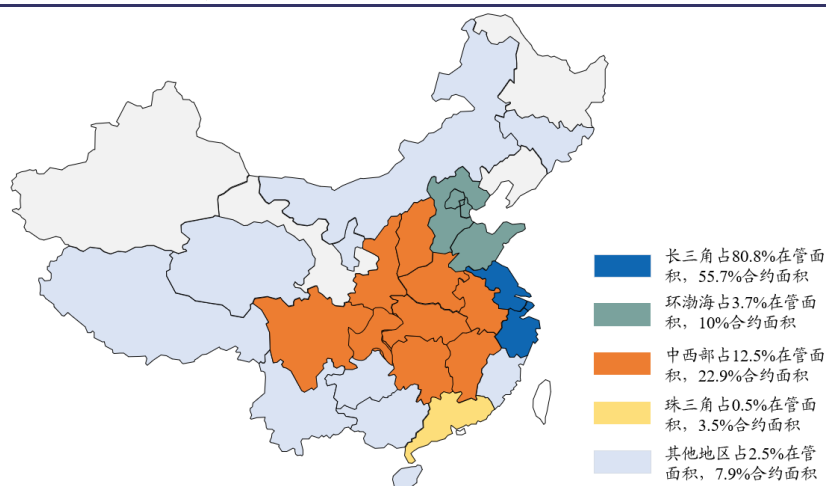 长三角占80.8%在管面
积，55.7%合约面积
环渤海占3.7%在管面
积，10%合约面积
中西部占12.5%在管面
积，22.9%合约面积
珠三角占0.5%在管面
积，3.5%合约面积
其他地区占2.5%在管
面积，7.9%合约面积